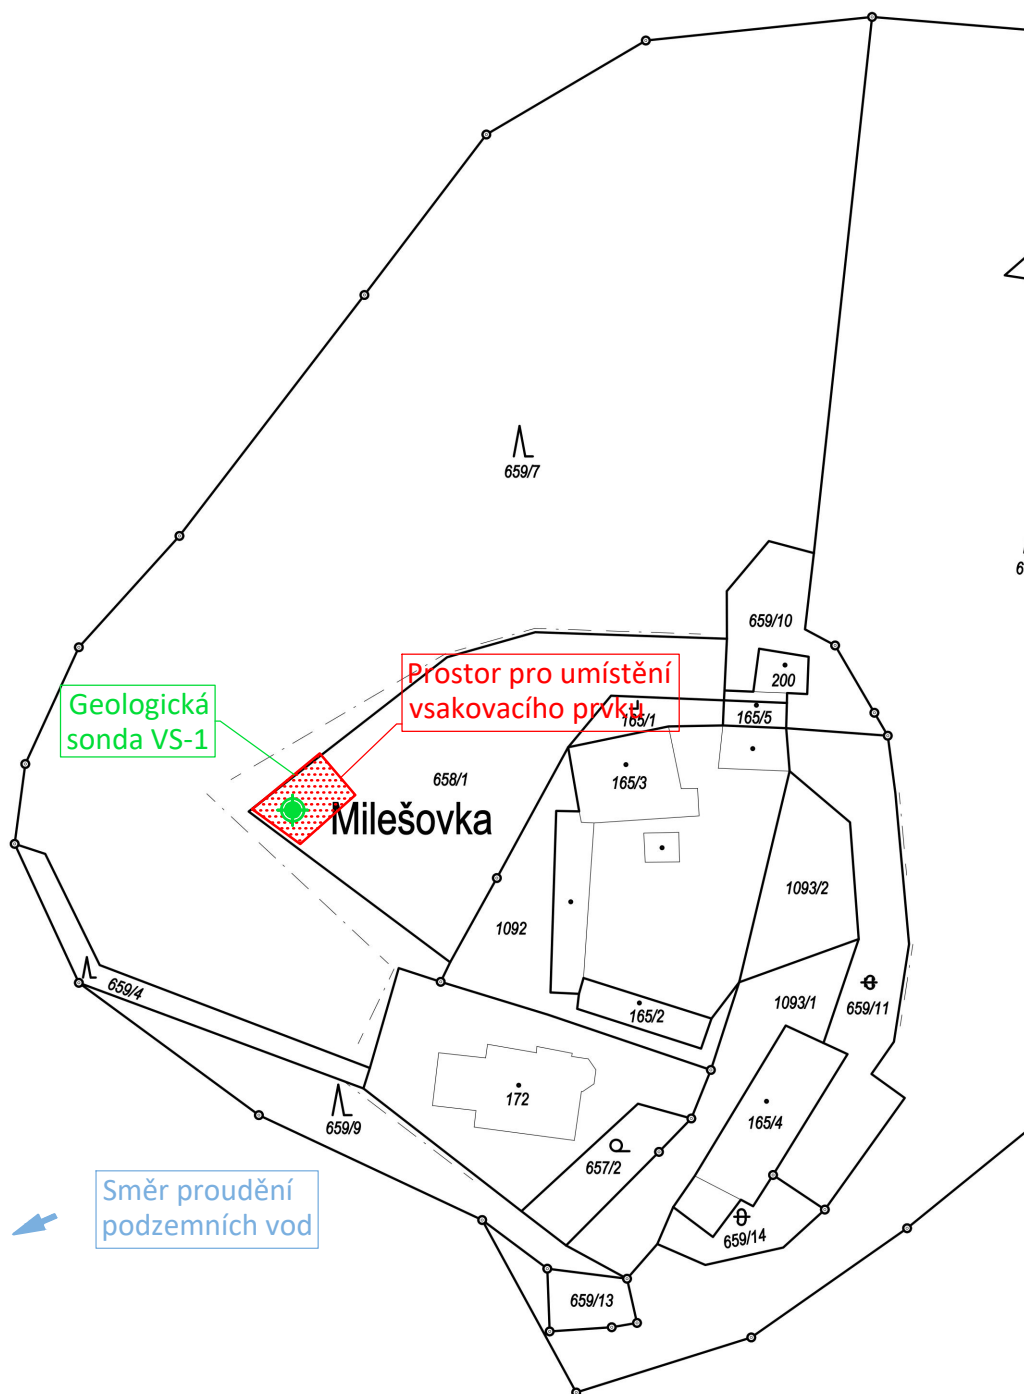 659/7
659/10
200
Prostor pro umístění
vsakovacího prvku
Geologická
sonda VS-1
165/1
165/5
658/1
165/3
Milešovka
1093/2
1092
659/4
165/2
1093/1
659/11
172
659/9
165/4
657/2
Směr proudění
podzemních vod
659/14
659/13